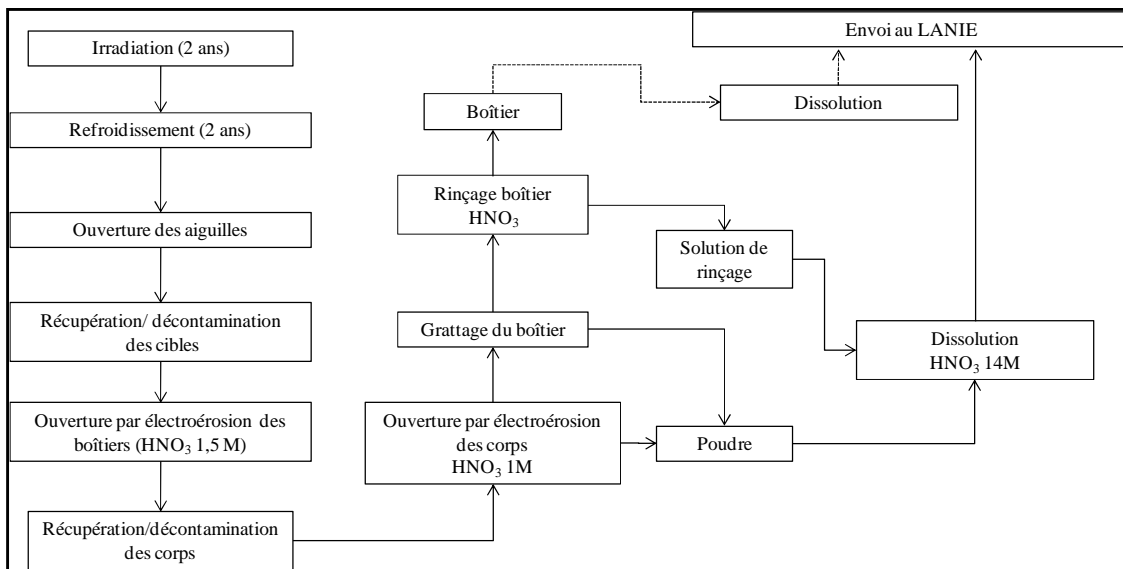 Irradiation (2 ans)
Refroidissement (2 ans)
Ouverture des aiguilles
Récupération/ décontamination
des cibles
Ouverture par électroérosion des
boîtiers (HNO₃ 1,5 M)
Récupération/décontamination
des corps
Ouverture par électroérosion
des corps
HNO₃ 1M
Grattage du boîtier
Rinçage boîtier
HNO₃
Boîtier
Poudre
Solution de
rinçage
Dissolution
Dissolution
HNO₃ 14M
Envoi au LANIE